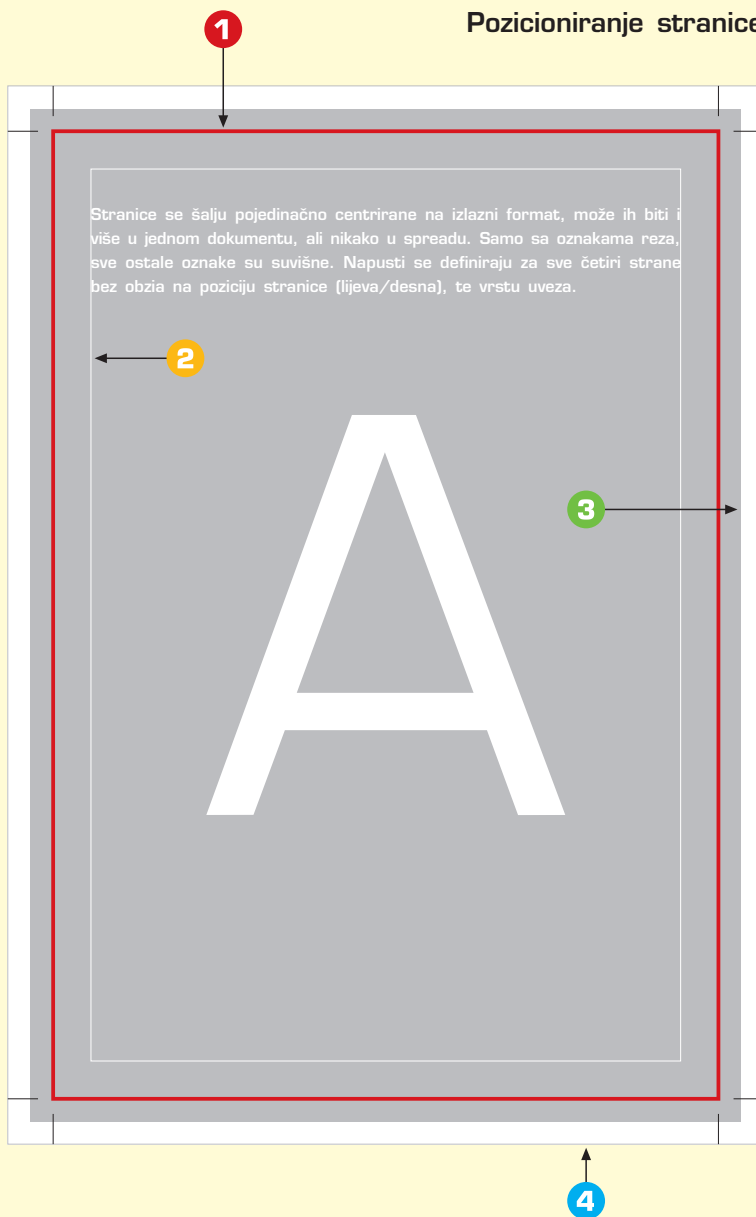 Pozicioniranje stranice
1
Stranice se šalju pojedinačno centrirane na izlazni format, može ih biti i
više u jednom dokumentu, ali nikako u spreadu. Samo sa oznakama reza,
sve ostale oznake su suvišne. Napusti se definiraju za sve četiri strane
bez obzia na poziciju stranice (lijeva/desna), te vrstu uveza.
2
A
3
4